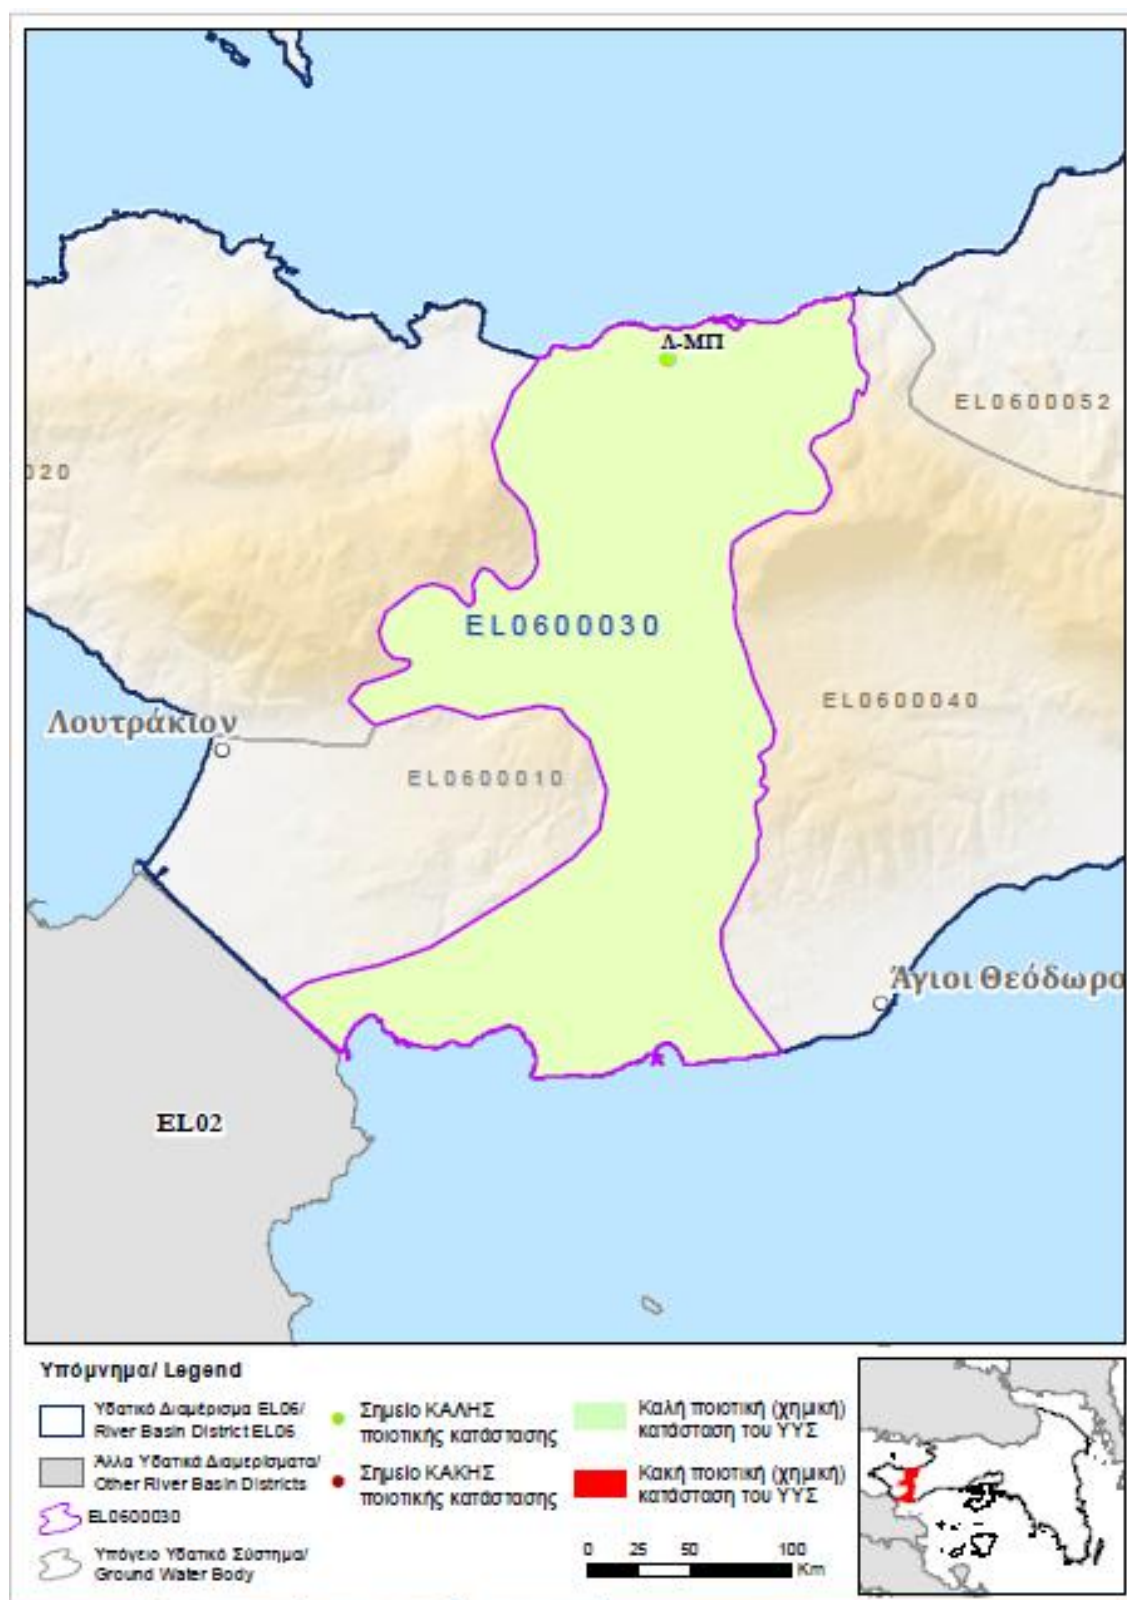 Λ-ΜΠ
EL0600052
020
EL0600030
EL0600040
Λουτράκιον
EL0600010
Άγιοι Θεόδωρο
EL02
Υπόμνημα/ Legend
Υδατικό Διαμέρισμα EL06/
River Basin District EL06
Άλλα Υδατικά Διαμερίσματα/
Other River Basin Districts
EL0600030
Υπόγειο Υδατικό Σύστημα/
Ground Water Body
Σημείο ΚΑΛΗΣ
ποιοτικής κατάστασης
Σημείο ΚΑΚΗΣ
ποιοτικής κατάστασης
Καλή ποιοτική (χημική)
κατάσταση του ΥΥΣ
Κακή ποιοτική (χημική)
κατάσταση του ΥΥΣ
0 25 50 100
Km